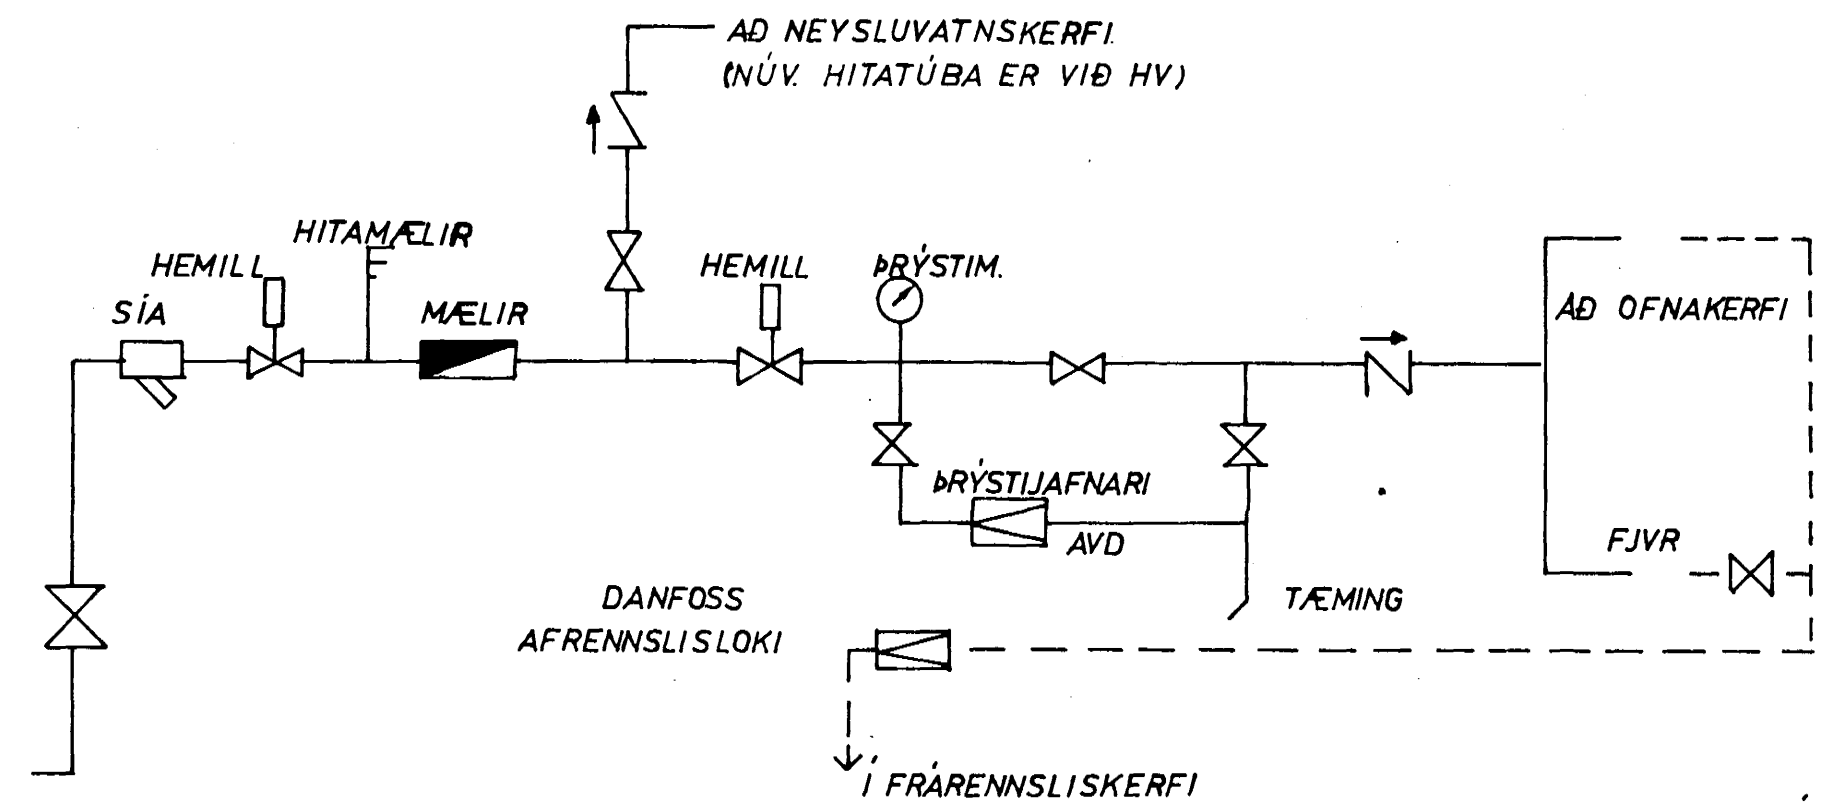 AÐ NEYSLUVATNSKERFI.
(NÚV. HITATÚBA ER VIÐ HV)
HITAMÆLIR
HEMILL
SÍA
MÆLIR
HEMILL
ÞRÝSTIM.
AÐ OFNAKERFI
ÞRÝSTIJAFNARI
AVD
FJVR
TÆMING
DANFOSS
AFRENNSLISLOKI
Í FRÁRENNSLISKERFI